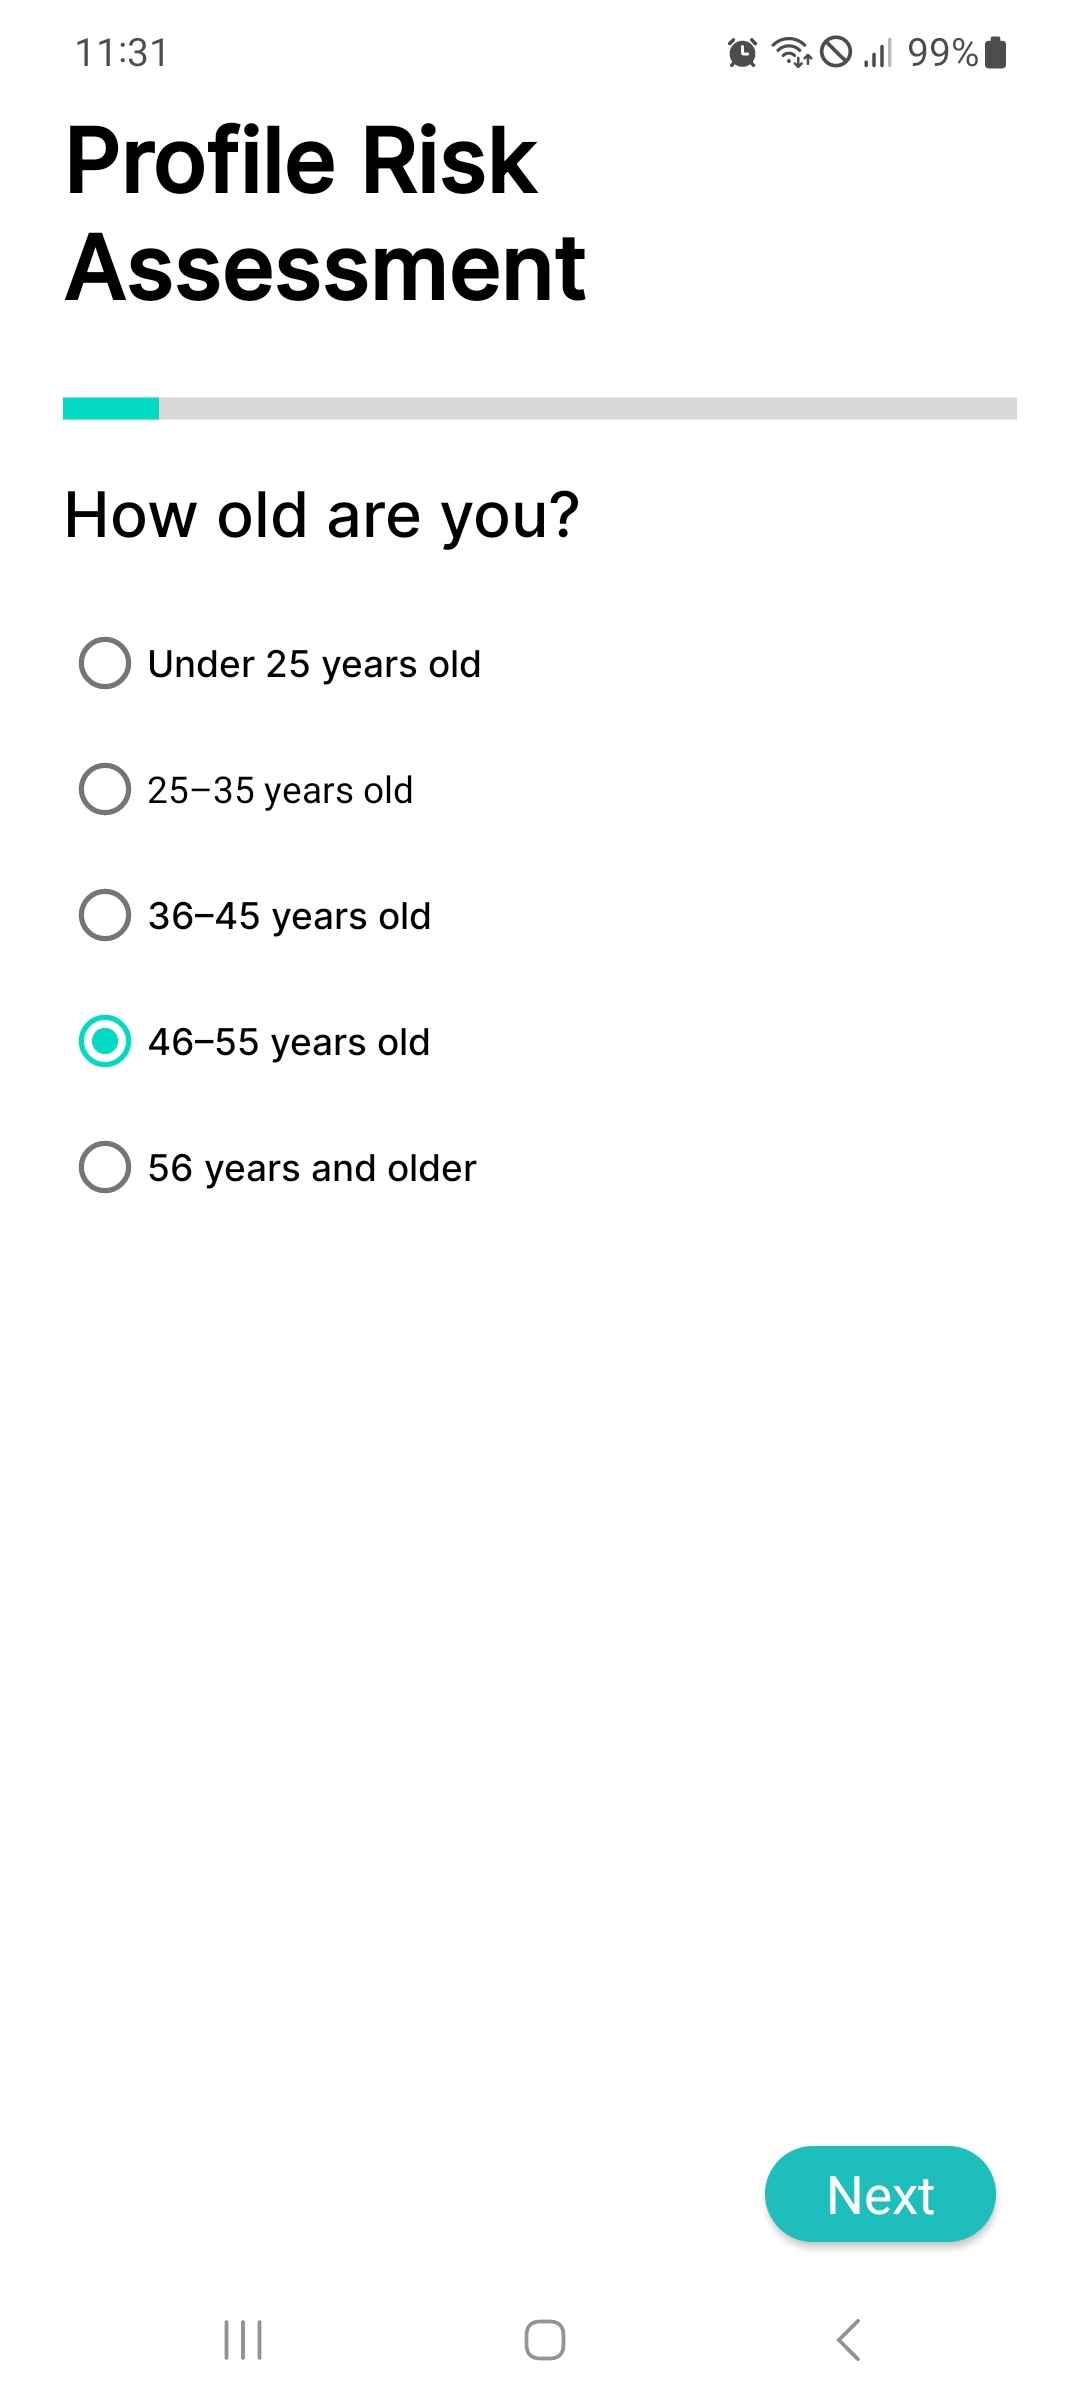 11:31
99%
Profile Risk
Assessment
How old are you?
Under 25 years old
25–35 years old
36–45 years old
46–55 years old
56 years and older
Next